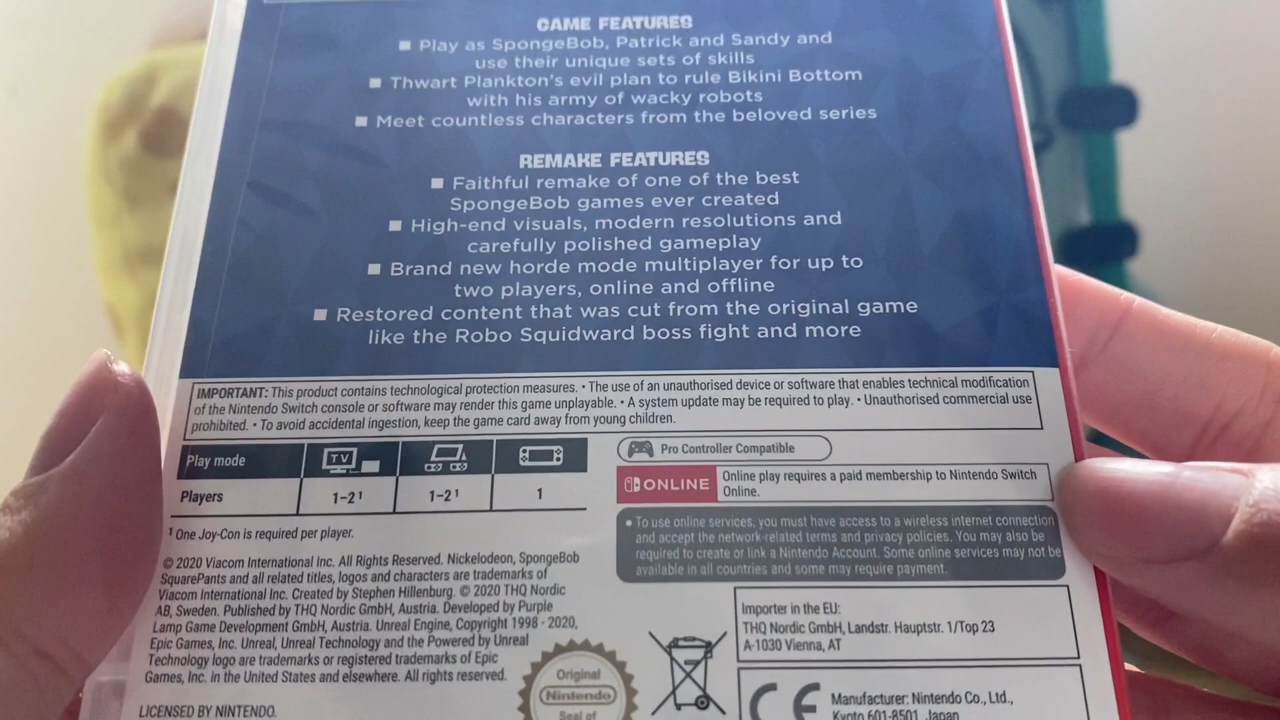 GAME FEATURES
■ Play as SpongeBob, Patrick and Sandy and
use their unique sets of skills
■ Thwart Plankton's evil plan to rule Bikini Bottom
with his army of wacky robots
■ Meet countless characters from the beloved series
REMAKE FEATURES
■ Faithful remake of one of the best
SpongeBob games ever created
■ High-end visuals, modern resolutions and
carefully polished gameplay
■ Brand new horde mode multiplayer for up to
two players, online and offline
■ Restored content that was cut from the original game
like the Robo Squidward boss fight and more
IMPORTANT: This product contains technological protection measures. • The use of an unauthorised device or software that enables technical modification
of the Nintendo Switch console or software may render this game unplayable. • A system update may be required to play. • Unauthorised commercial use
prohibited. • To avoid accidental ingestion, keep the game card away from young children.
Play mode TV
Players 1-2¹ 1-2¹ 1
¹ One Joy-Con is required per player.
Pro Controller Compatible
ONLINE
Online play requires a paid membership to Nintendo Switch
Online.
• To use online services, you must have access to a wireless internet connection
and accept the network-related terms and privacy policies. You may also be
required to create or link a Nintendo Account. Some online services may not be
available in all countries and some may require payment.
© 2020 Viacom International Inc. All Rights Reserved. Nickelodeon, SpongeBob
SquarePants and all related titles, logos and characters are trademarks of
Viacom International Inc. Created by Stephen Hillenburg. © 2020 THQ Nordic
AB, Sweden. Published by THQ Nordic GmbH, Austria. Developed by Purple
Lamp Game Development GmbH, Austria. Unreal Engine, Copyright 1998 - 2020,
Epic Games, Inc. Unreal, Unreal Technology and the Powered by Unreal
Technology logo are trademarks or registered trademarks of Epic
Games, Inc. in the United States and elsewhere. All rights reserved.
LICENSED BY NINTENDO.
Original
Nintendo
Seal of
Importer in the EU:
THQ Nordic GmbH, Landstr. Hauptstr. 1/Top 23
A-1030 Vienna, AT
CE
Manufacturer: Nintendo Co., Ltd.,
Kyoto 601-8501, Japan